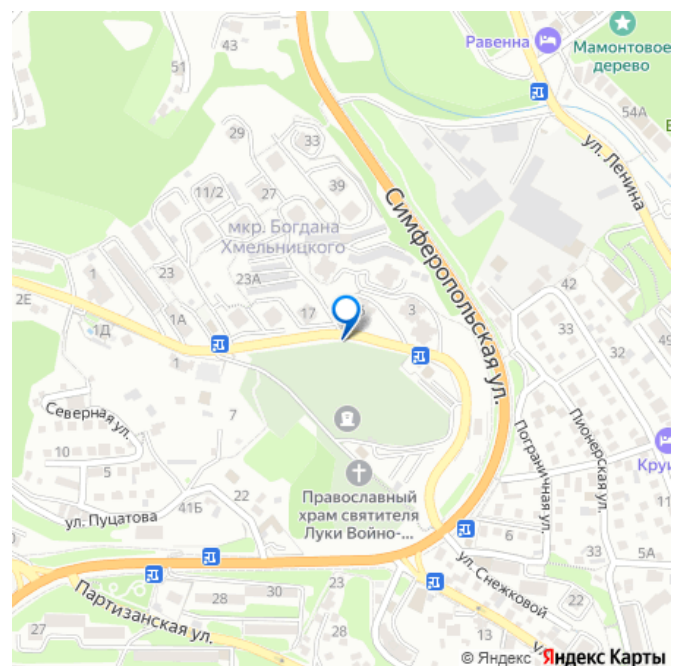 43
Равенна
Мамонтовое
дерево
51
54А
ул. Ленина
29
33
39
11/2
27
Симферопольская ул.
мкр. Богдана
Хмельницкого
23
23А
1
2Е
42
17
3
33
1А
1Д
32
49
1
Северная ул.
7
Пионерская ул.
10
5
Пограничная ул.
Православный
храм святителя
Луки Войно-...
22
41Б
ул. Пуцатова
6
33
5А
ул. Снежковой
28
30
23
22
Партизанская ул.
27
28
13
© Яндекс Яндекс Карты